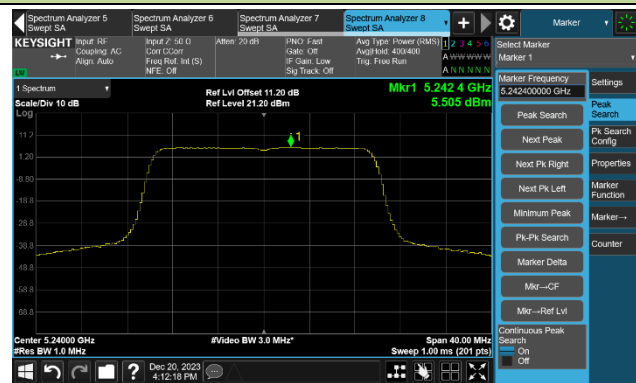 Spectrum Analyzer 5
Swept SA
Spectrum Analyzer 6
Swept SA
Spectrum Analyzer 7
Swept SA
Spectrum Analyzer 8
Swept SA
Marker
KEYSIGHT
Input: RF
Coupling: AC
Align: Auto
Input Z: 50 Ω
Corr CCorr
Freq Ref: Int (S)
NFE: Off
Atten: 20 dB
PNO: Fast
Gate: Off
IF Gain: Low
Sig Track: Off
Avg Type: Power (RMS)
Avg|Hold: 400/400
Trig: Free Run
1 2 3 4 5 6
A W W W W W
A N N N N N
LW
Select Marker
Marker 1
1 Spectrum
Scale/Div 10 dB
Log
Ref Lvl Offset 11.20 dB
Ref Level 21.20 dBm
Mkr1 5.242 4 GHz
5.505 dBm
1
11.2
1.20
-8.80
-18.8
-28.8
-38.8
-48.8
-58.8
-68.8
Center 5.24000 GHz
#Res BW 1.0 MHz
#Video BW 3.0 MHz*
Span 40.00 MHz
Sweep 1.00 ms (201 pts)
Marker Frequency
5.242400000 GHz
Peak Search
Next Peak
Next Pk Right
Next Pk Left
Minimum Peak
Pk-Pk Search
Marker Delta
Mkr→CF
Mkr→Ref Lvl
Continuous Peak
Search
On
Off
Settings
Peak
Search
Pk Search
Config
Properties
Marker
Function
Marker→
Counter
Dec 20, 2023
4:12:18 PM